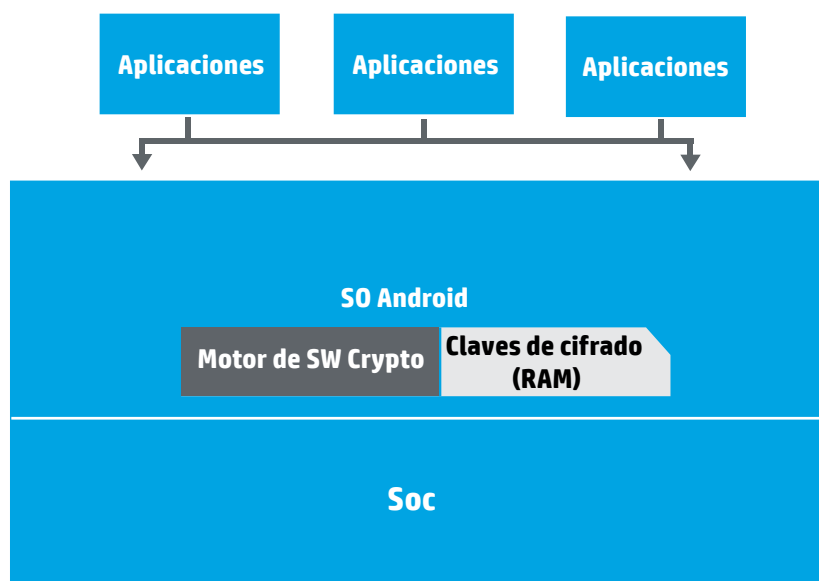 Aplicaciones
Aplicaciones
Aplicaciones
SO Android
Motor de SW Crypto
Claves de cifrado
(RAM)
Soc